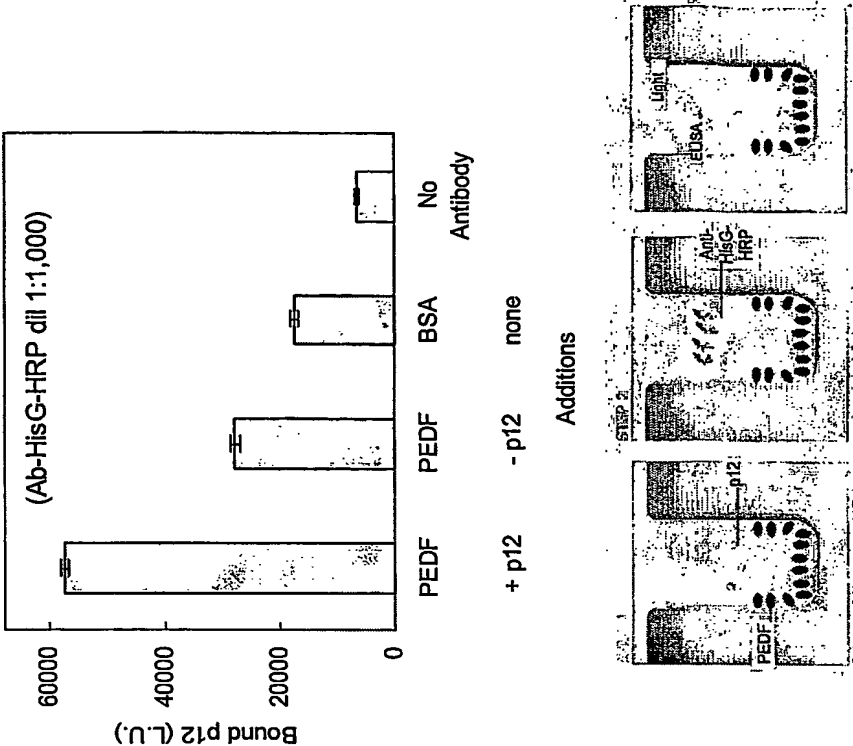 (Ab-HisG-HRP dil 1:1,000)
60000
40000
20000
0
Bound p12 (L.U.)
PEDF PEDF BSA No Antibody
+ p12 - p12 none
Additions
PEDF
p12
STEP 2
Anti-
HisG-
HRP
Light
ELISA